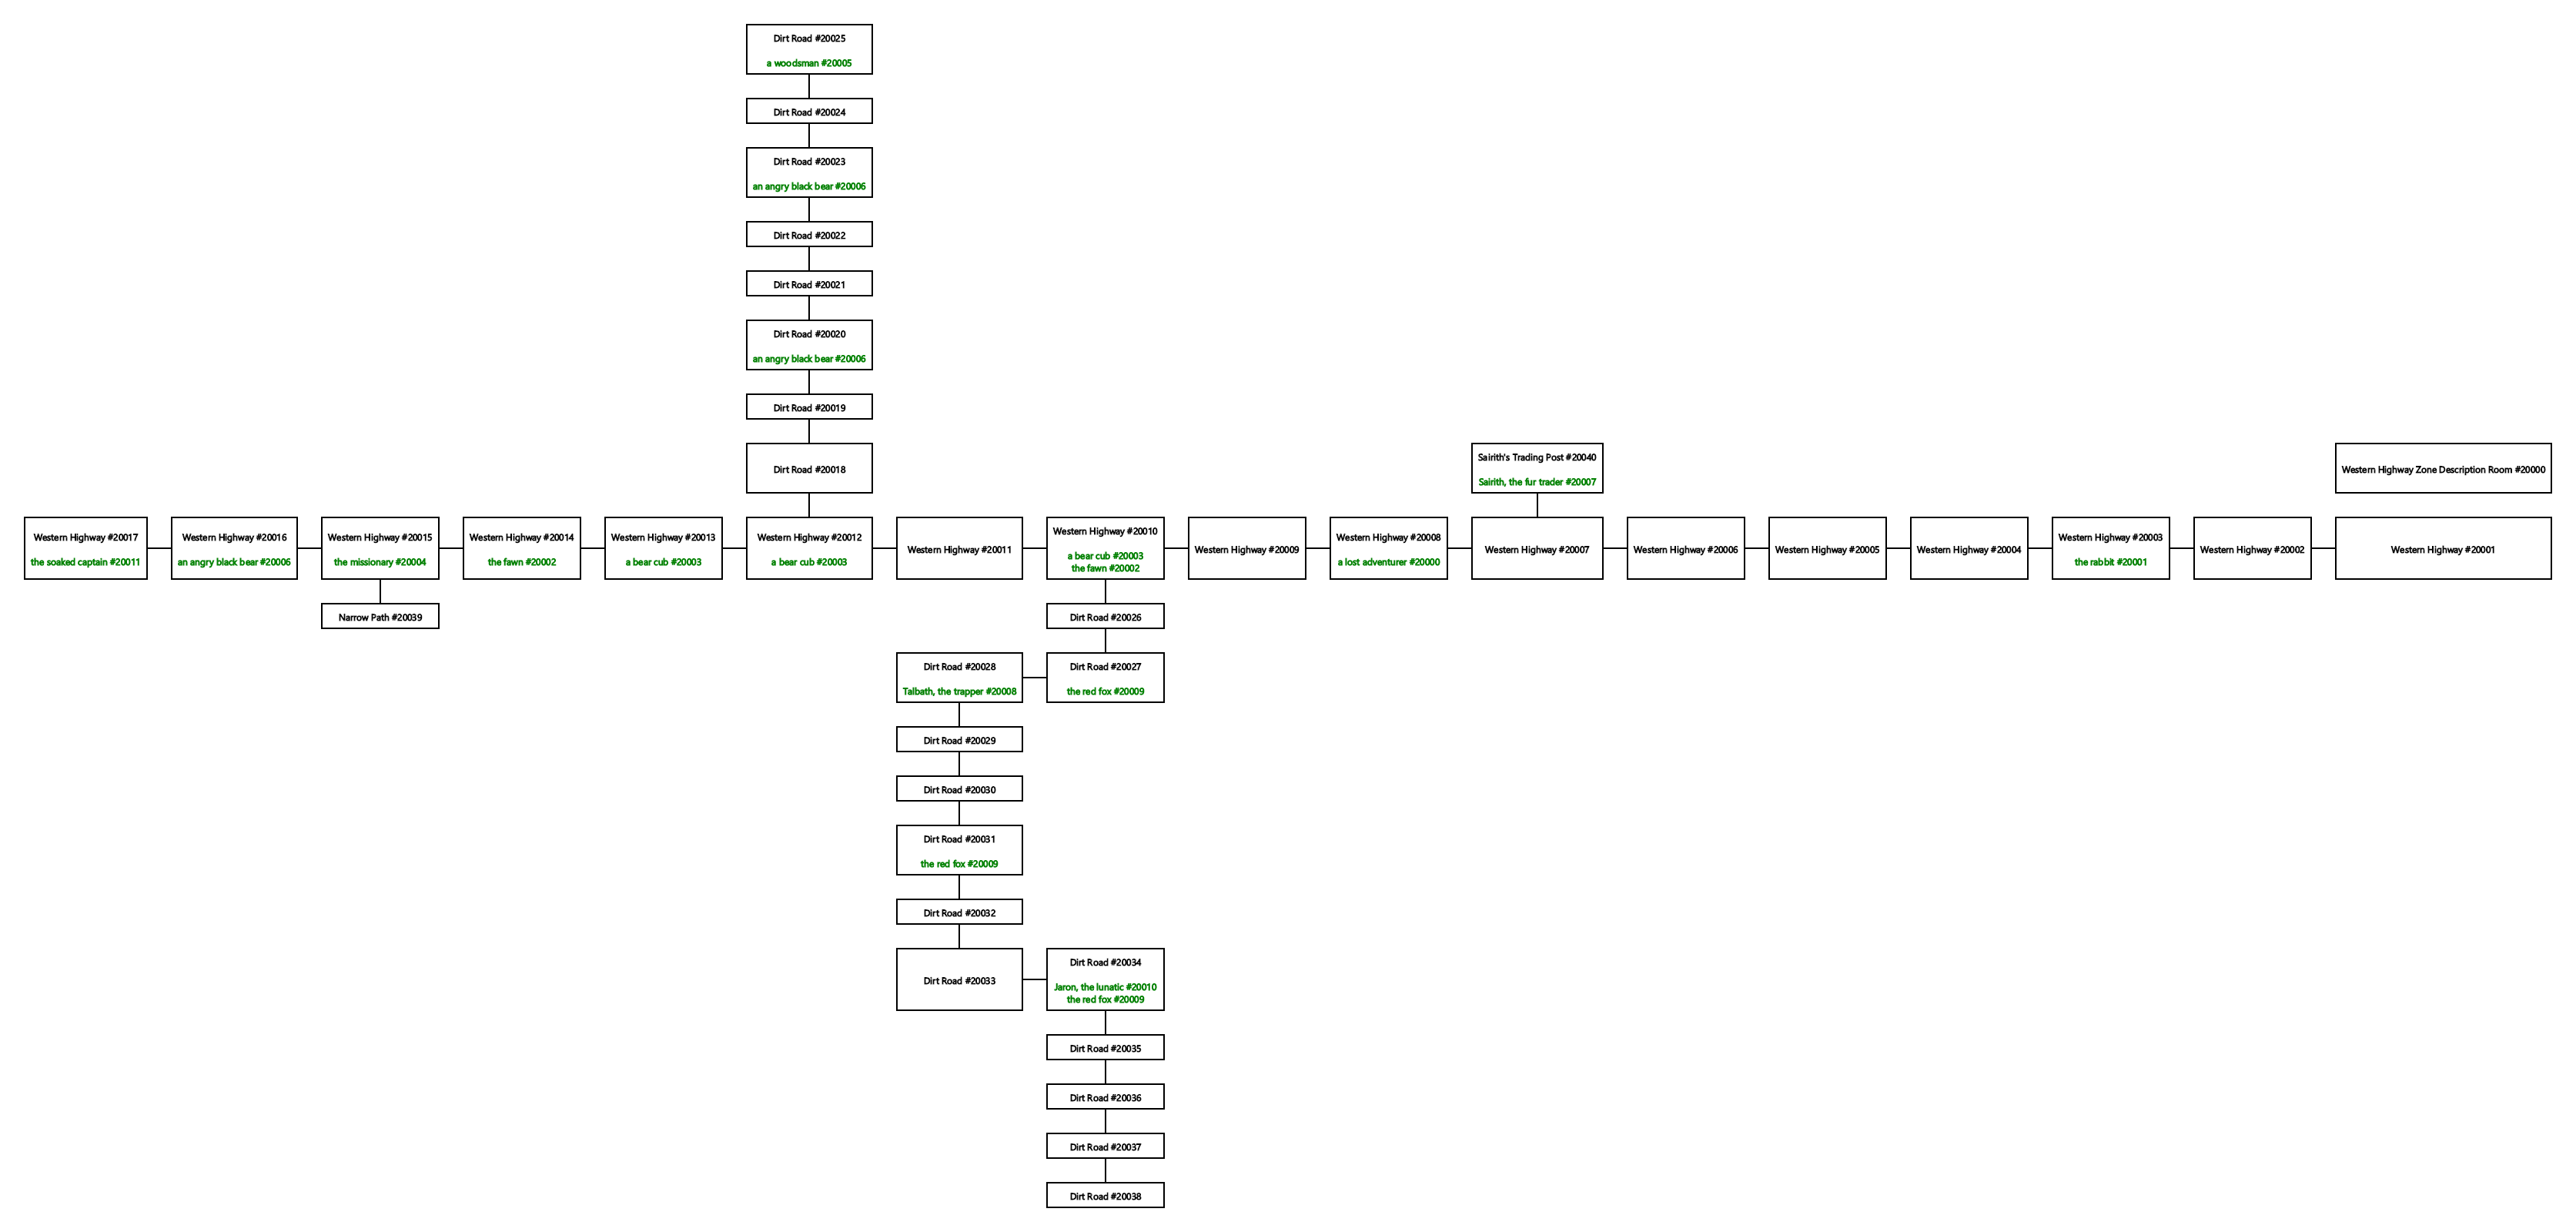 Dirt Road #20025
a woodsman #20005
Dirt Road #20024
Dirt Road #20023
an angry black bear #20006
Dirt Road #20022
Dirt Road #20021
Dirt Road #20020
an angry black bear #20006
Dirt Road #20019
Dirt Road #20018
Sairith's Trading Post #20040
Sairith, the fur trader #20007
Western Highway Zone Description Room #20000
Western Highway #20017
the soaked captain #20011
Western Highway #20016
an angry black bear #20006
Western Highway #20015
the missionary #20004
Western Highway #20014
the fawn #20002
Western Highway #20013
a bear cub #20003
Western Highway #20012
a bear cub #20003
Western Highway #20011
Western Highway #20010
a bear cub #20003
the fawn #20002
Western Highway #20009
Western Highway #20008
a lost adventurer #20000
Western Highway #20007
Western Highway #20006
Western Highway #20005
Western Highway #20004
Western Highway #20003
the rabbit #20001
Western Highway #20002
Western Highway #20001
Narrow Path #20039
Dirt Road #20026
Dirt Road #20028
Talbath, the trapper #20008
Dirt Road #20027
the red fox #20009
Dirt Road #20029
Dirt Road #20030
Dirt Road #20031
the red fox #20009
Dirt Road #20032
Dirt Road #20033
Dirt Road #20034
Jaron, the lunatic #20010
the red fox #20009
Dirt Road #20035
Dirt Road #20036
Dirt Road #20037
Dirt Road #20038